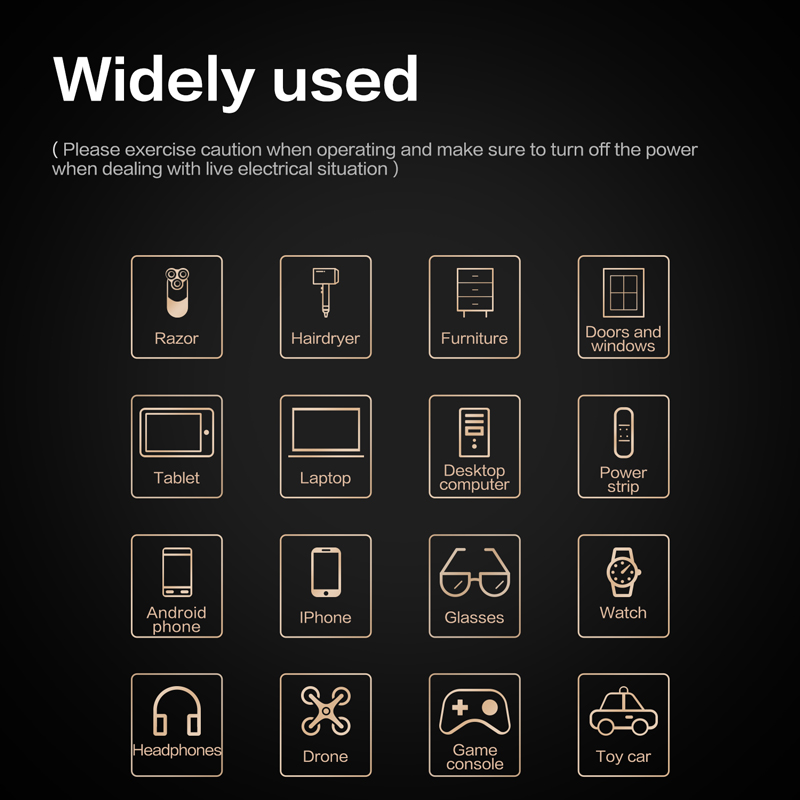 Widely used
( Please exercise caution when operating and make sure to turn off the power
when dealing with live electrical situation )
Razor
Hairdryer
Furniture
Doors and
windows
Tablet
Laptop
Desktop
computer
Power
strip
Android
phone
IPhone
Glasses
Watch
Headphones
Drone
Game
console
Toy car